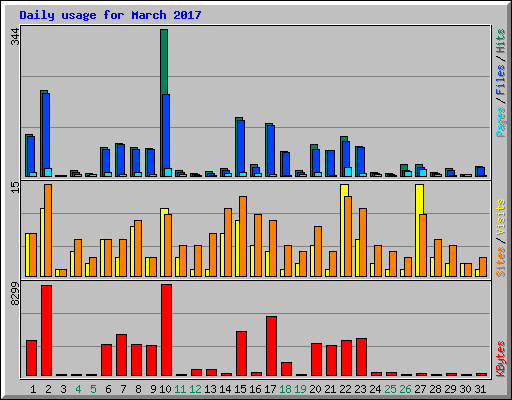 Daily usage for March 2017
344
Pages / Files / Hits
15
Sites / Visits
8299
KBytes
1 2 3 4 5 6 7 8 9 10 11 12 13 14 15 16 17 18 19 20 21 22 23 24 25 26 27 28 29 30 31